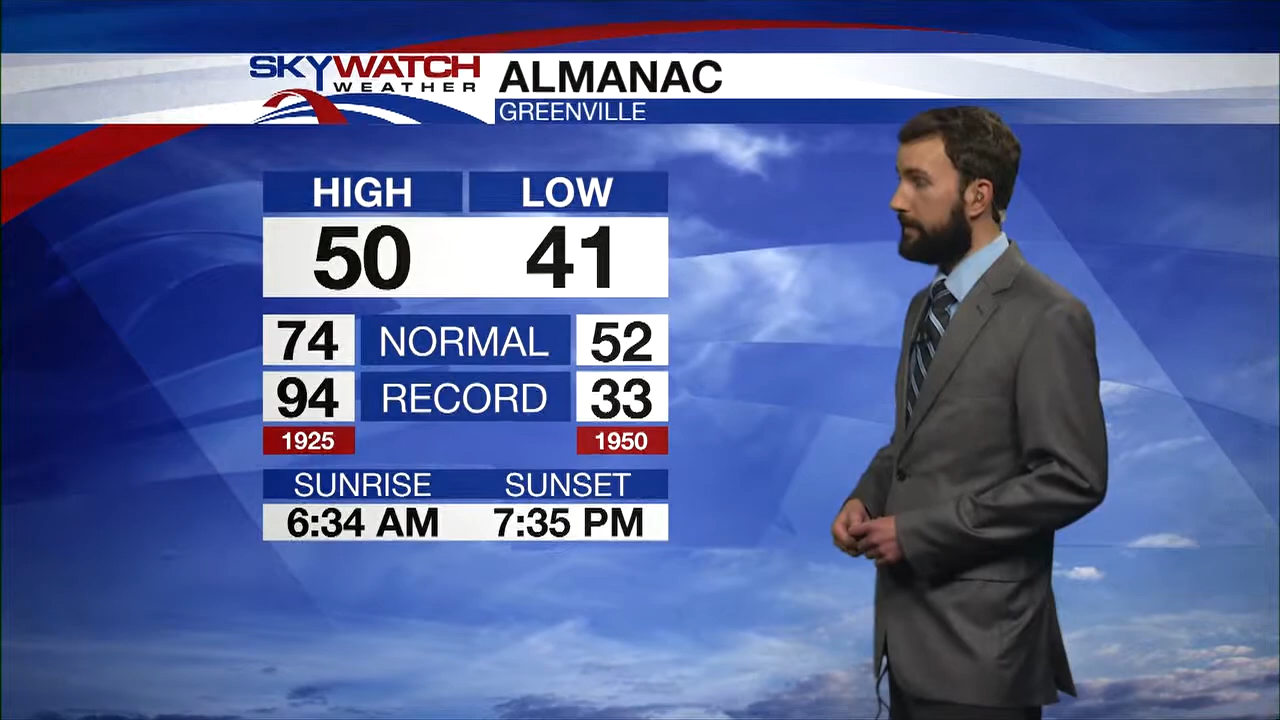 SKYWATCH
WEATHER
ALMANAC
GREENVILLE
HIGH LOW
50 41
74 NORMAL 52
94 RECORD 33
1925 1950
SUNRISE SUNSET
6:34 AM 7:35 PM